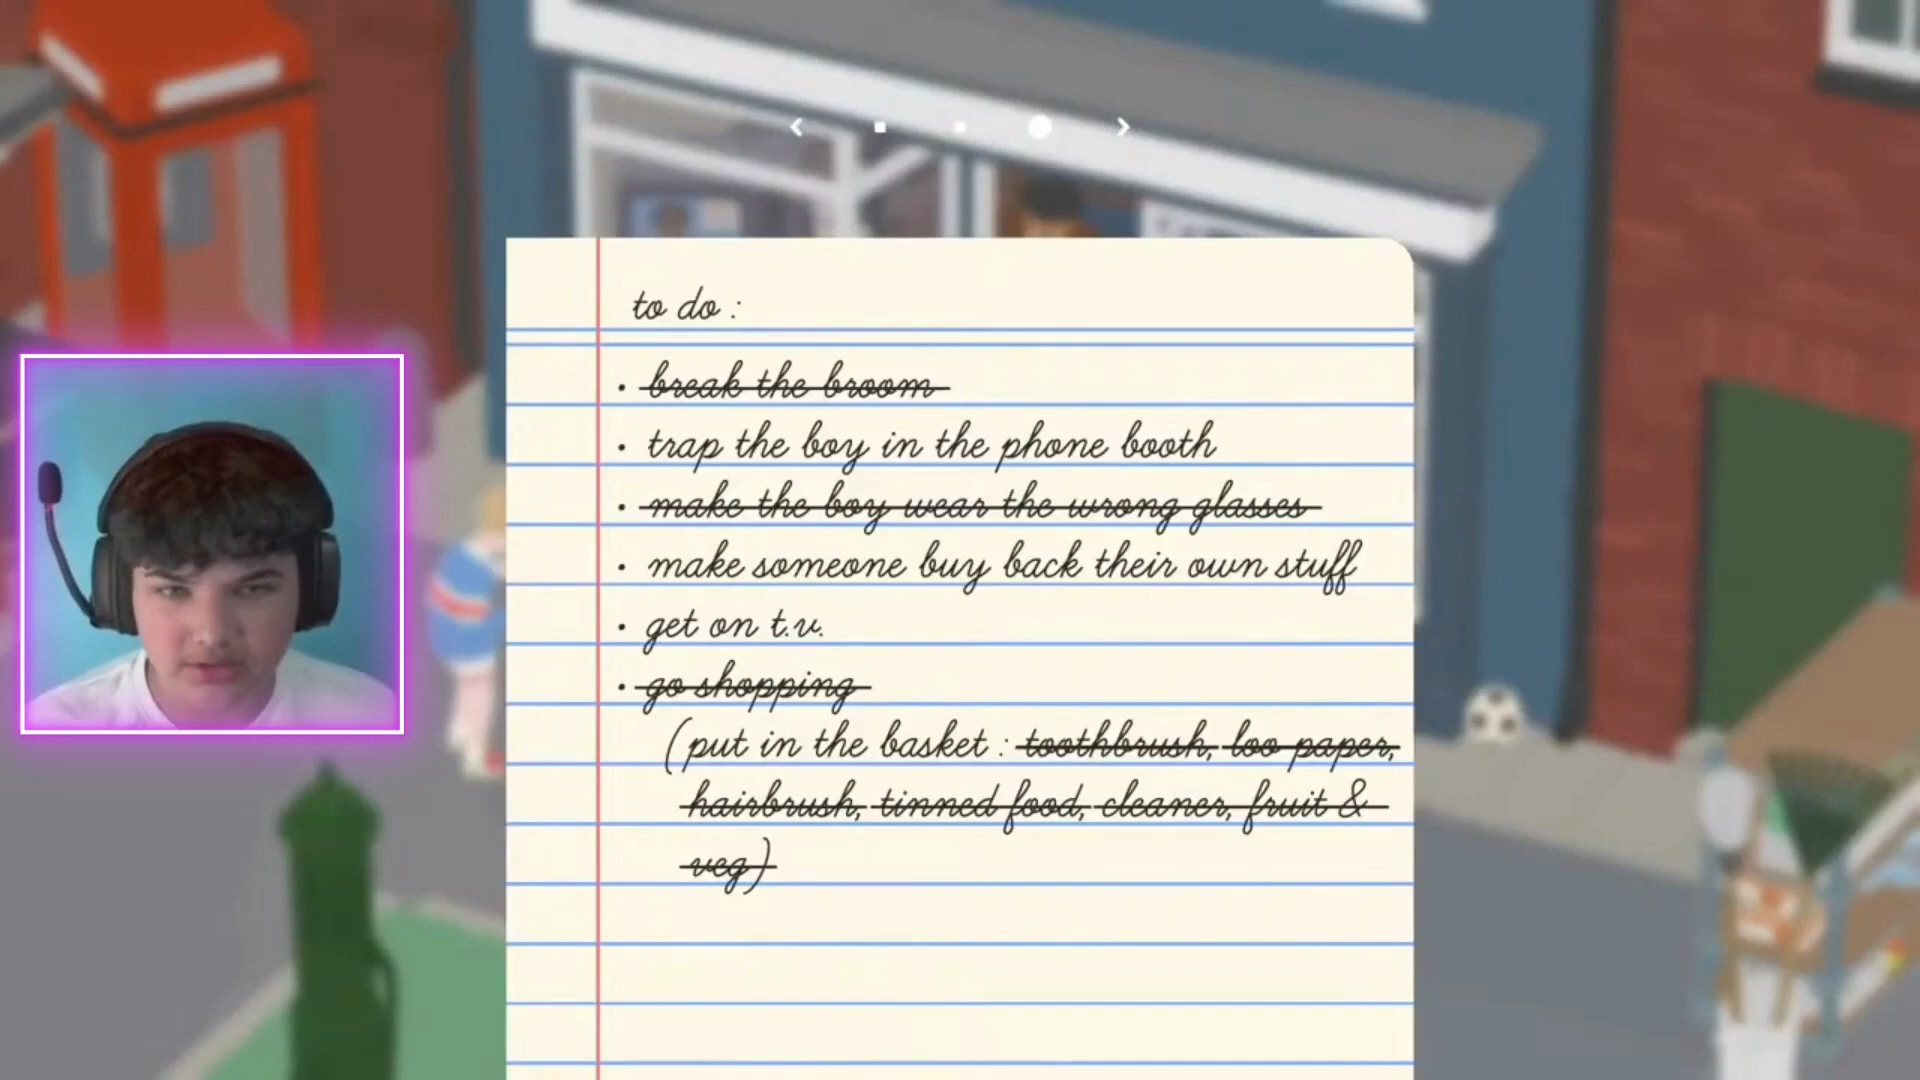 to do :
• break the broom
• trap the boy in the phone booth
• make the boy wear the wrong glasses
• make someone buy back their own stuff
• get on t.v.
• go shopping
(put in the basket : toothbrush, loo paper,
hairbrush, tinned food, cleaner, fruit &
veg)